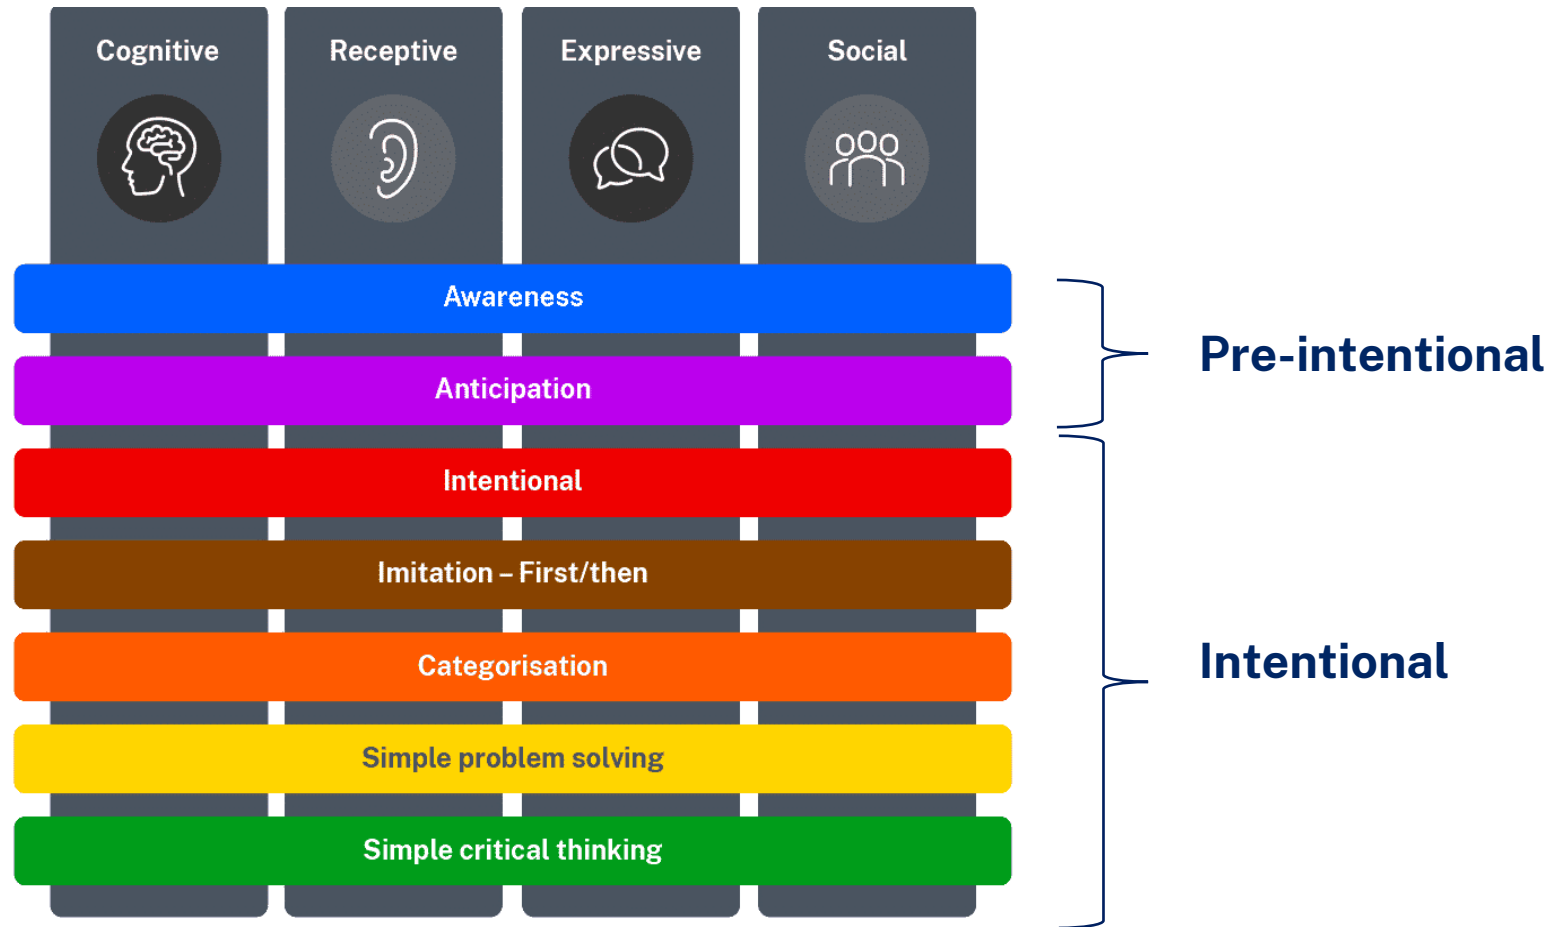 Cognitive
Receptive
Expressive
Social
Awareness
Anticipation
Pre-intentional
Intentional
Imitation – First/then
Categorisation
Intentional
Simple problem solving
Simple critical thinking